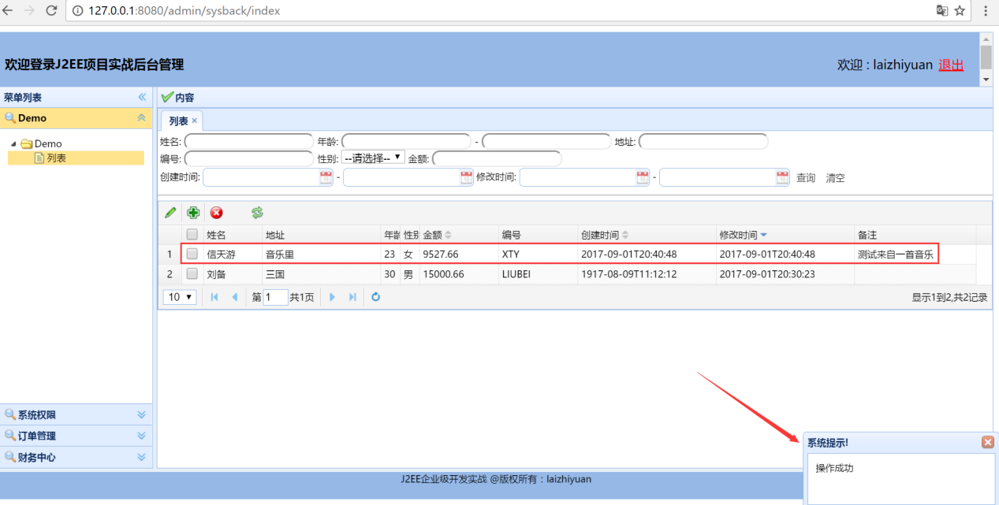 127.0.0.1:8080/admin/sysback/index
欢迎登录J2EE项目实战后台管理
欢迎 : laizhiyuan 退出
菜单列表
Demo
Demo
列表
系统权限
订单管理
财务中心
内容
列表
姓名: 年龄: - 地址:
编号: 性别: --请选择-- 金额:
创建时间: - 修改时间: - 查询 清空
姓名 地址 年龄 性别 金额 编号 创建时间 修改时间 备注
1 信天游 音乐里 23 女 9527.66 XTY 2017-09-01T20:40:48 2017-09-01T20:40:48 测试来自一首音乐
2 刘备 三国 30 男 15000.66 LIUBEI 1917-08-09T11:12:12 2017-09-01T20:30:23
10 第 1 共1页 显示1到2,共2记录
系统提示!
操作成功
J2EE企业级开发实战 @版权所有 : laizhiyuan